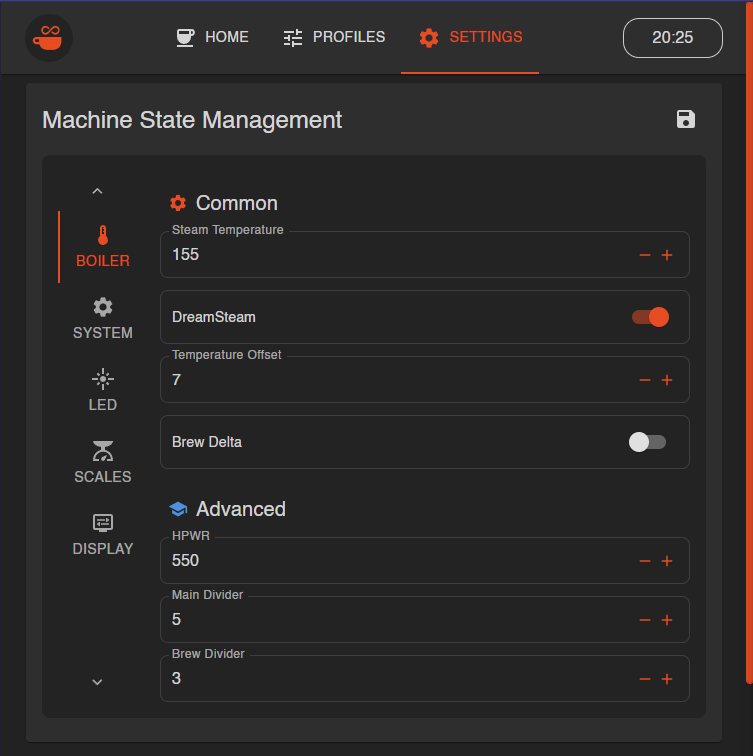 HOME
PROFILES
SETTINGS
20:25
Machine State Management
BOILER
SYSTEM
LED
SCALES
DISPLAY
Common
Steam Temperature
155
DreamSteam
Temperature Offset
7
Brew Delta
Advanced
HPWR
550
Main Divider
5
Brew Divider
3